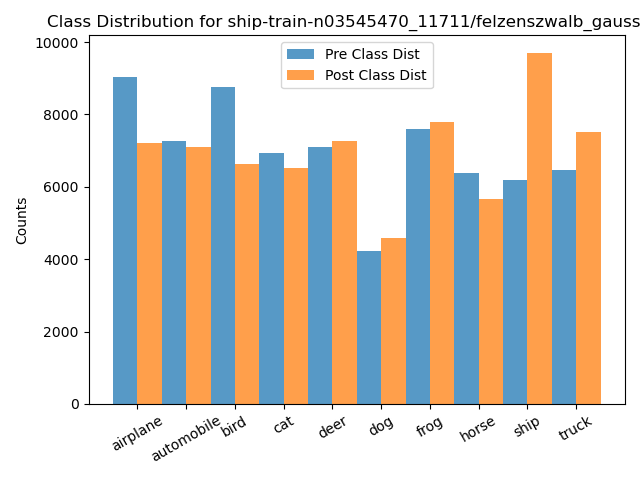 Class Distribution for ship-train-n03545470_11711/felzenszwalb_gauss
Pre Class Dist
Post Class Dist
Counts
10000
8000
6000
4000
2000
0
airplane
automobile
bird
cat
deer
dog
frog
horse
ship
truck